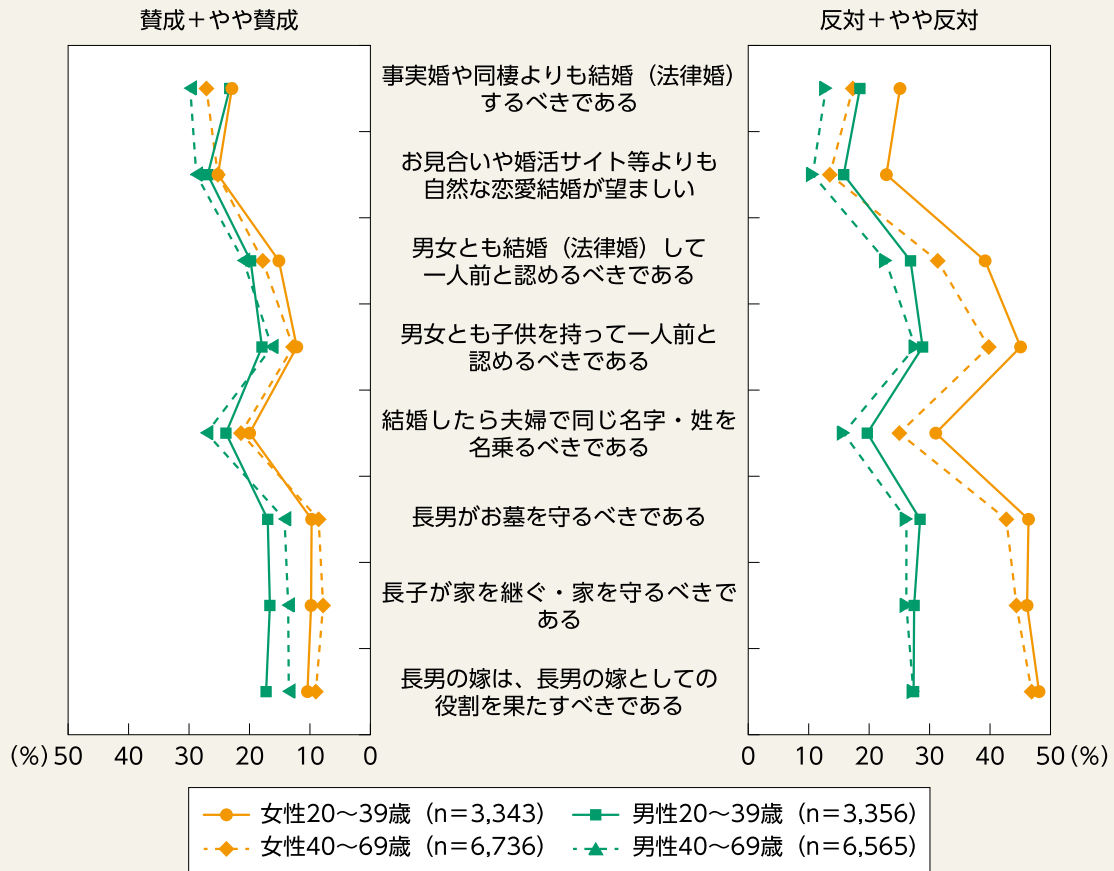 賛成＋やや賛成
反対＋やや反対
事実婚や同棲よりも結婚（法律婚）
するべきである
お見合いや婚活サイト等よりも
自然な恋愛結婚が望ましい
男女とも結婚（法律婚）して
一人前と認めるべきである
男女とも子供を持って一人前と
認めるべきである
結婚したら夫婦で同じ名字・姓を
名乗るべきである
長男がお墓を守るべきである
長子が家を継ぐ・家を守るべきで
ある
長男の嫁は、長男の嫁としての
役割を果たすべきである
(%) 50 40 30 20 10 0
0 10 20 30 40 50 (%)
女性20〜39歳（n＝3,343）
男性20〜39歳（n＝3,356）
女性40〜69歳（n＝6,736）
男性40〜69歳（n＝6,565）